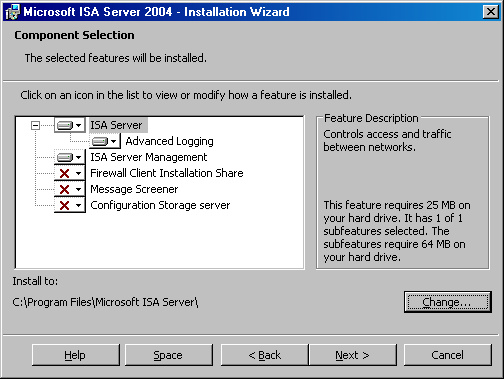 Microsoft ISA Server 2004 - Installation Wizard
Component Selection
The selected features will be installed.
Click on an icon in the list to view or modify how a feature is installed.
ISA Server
Advanced Logging
ISA Server Management
Firewall Client Installation Share
Message Screener
Configuration Storage server
Feature Description
Controls access and traffic
between networks.
This feature requires 25 MB on
your hard drive. It has 1 of 1
subfeatures selected. The
subfeatures require 64 MB on
your hard drive.
Install to:
C:\Program Files\Microsoft ISA Server\
Change...
Help
Space
< Back
Next >
Cancel